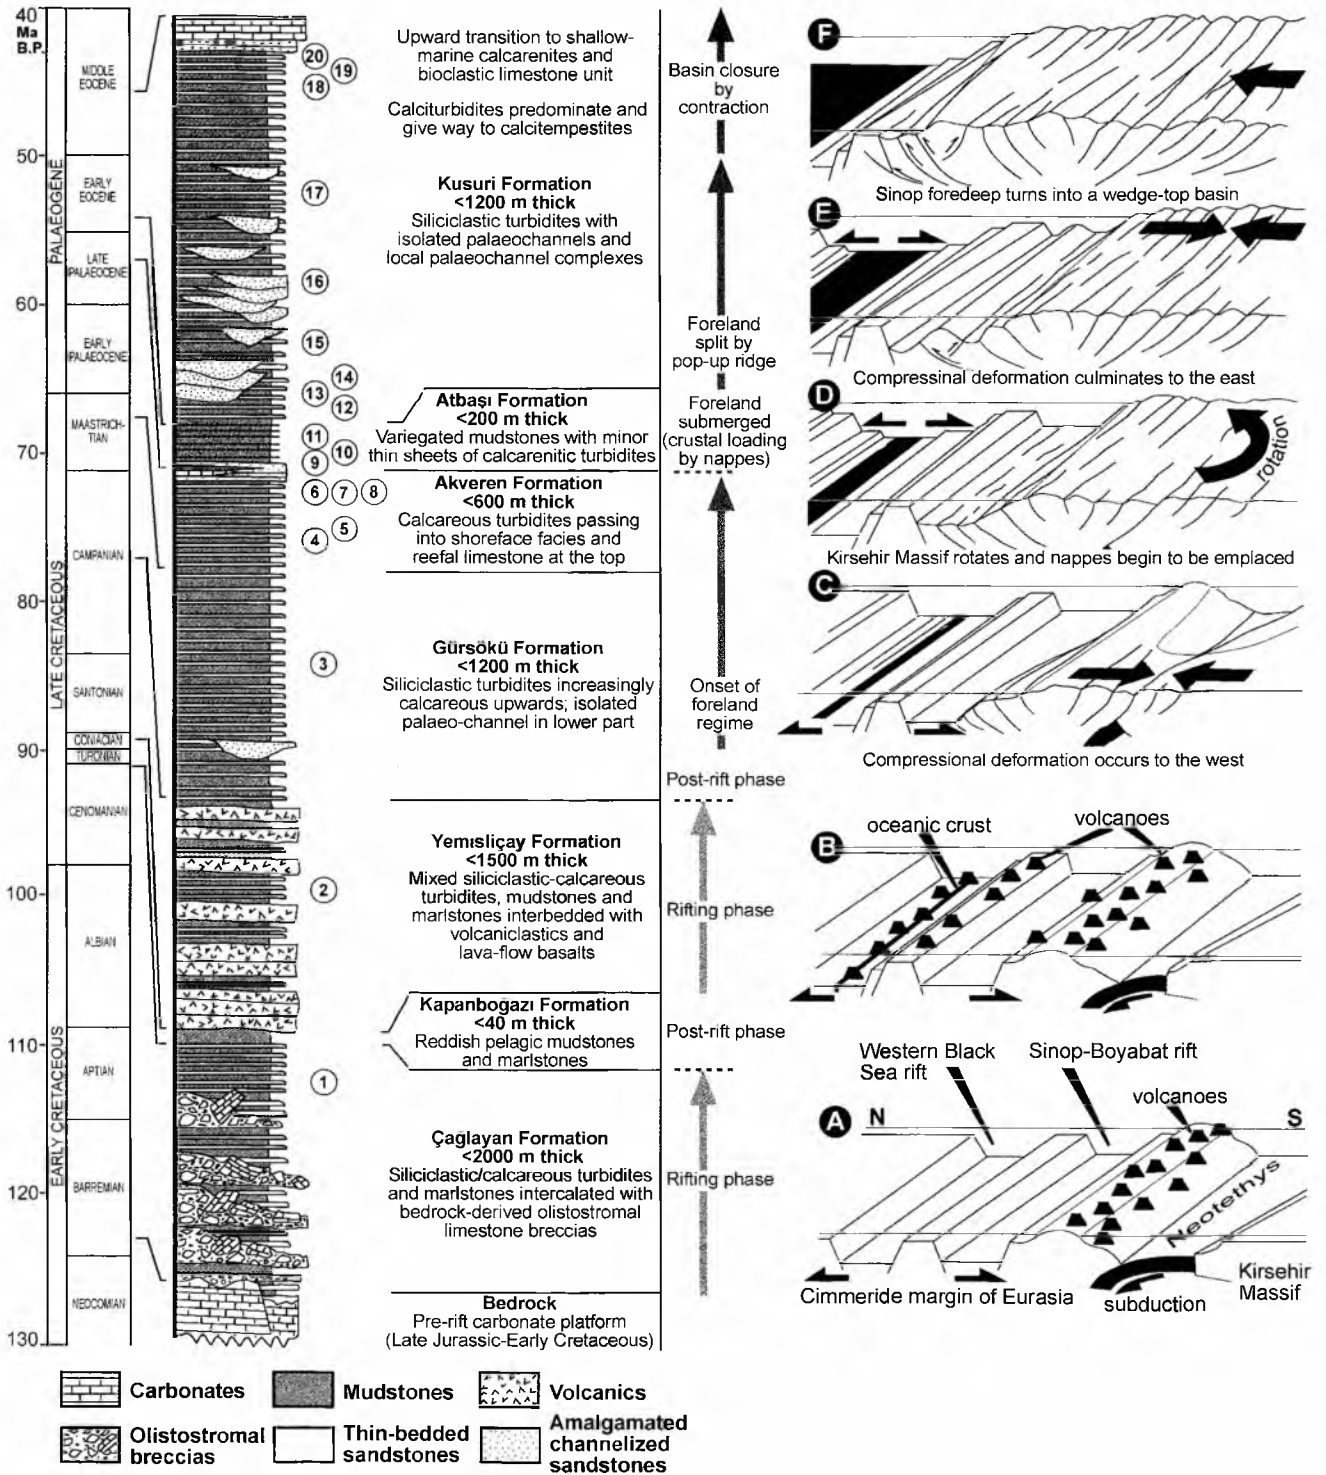 40
Ma
B.P.
50
60
70
80
90
100
110
120
130
PALAEOGENE
LATE CRETACEOUS
EARLY CRETACEOUS
MIDDLE
EOCENE
EARLY
EOCENE
LATE
PALAEOCENE
EARLY
PALAEOCENE
MAASTRICH-
TIAN
CAMPANIAN
SANTONIAN
CONIACIAN
TURONIAN
CENOMANIAN
ALBIAN
APTIAN
BARREMIAN
NEOCOMIAN
20
19
18
17
16
15
14
13
12
11
10
9
6 7 8
5
4
3
2
1
Upward transition to shallow-
marine calcarenites and
bioclastic limestone unit
Calciturbidites predominate and
give way to calcitempestites
Kusuri Formation
<1200 m thick
Siliciclastic turbidites with
isolated palaeochannels and
local palaeochannel complexes
Atbaşı Formation
<200 m thick
Variegated mudstones with minor
thin sheets of calcarenitic turbidites
Akveren Formation
<600 m thick
Calcareous turbidites passing
into shoreface facies and
reefal limestone at the top
Gürsökü Formation
<1200 m thick
Siliciclastic turbidites increasingly
calcareous upwards; isolated
palaeo-channel in lower part
Yemışlıçay Formation
<1500 m thick
Mixed siliciclastic-calcareous
turbidites, mudstones and
marlstones interbedded with
volcaniclastics and
lava-flow basalts
Kapanboğazı Formation
<40 m thick
Reddish pelagic mudstones
and marlstones
Çağlayan Formation
<2000 m thick
Siliciclastic/calcareous turbidites
and marlstones intercalated with
bedrock-derived olistostromal
limestone breccias
Bedrock
Pre-rift carbonate platform
(Late Jurassic-Early Cretaceous)
Basin closure
by
contraction
Foreland
split by
pop-up ridge
Foreland
submerged
(crustal loading
by nappes)
Onset of
foreland
regime
Post-rift phase
Rifting phase
Post-rift phase
Rifting phase
F
Sinop foredeep turns into a wedge-top basin
E
Compressinal deformation culminates to the east
D
rotation
Kirsehir Massif rotates and nappes begin to be emplaced
C
Compressional deformation occurs to the west
B
oceanic crust
volcanoes
Western Black
Sea rift
Sinop-Boyabat rift
volcanoes
A
N
S
Neotethys
Kirsehir
Massif
Cimmeride margin of Eurasia
subduction
Carbonates
Mudstones
Volcanics
Olistostromal
breccias
Thin-bedded
sandstones
Amalgamated
channelized
sandstones